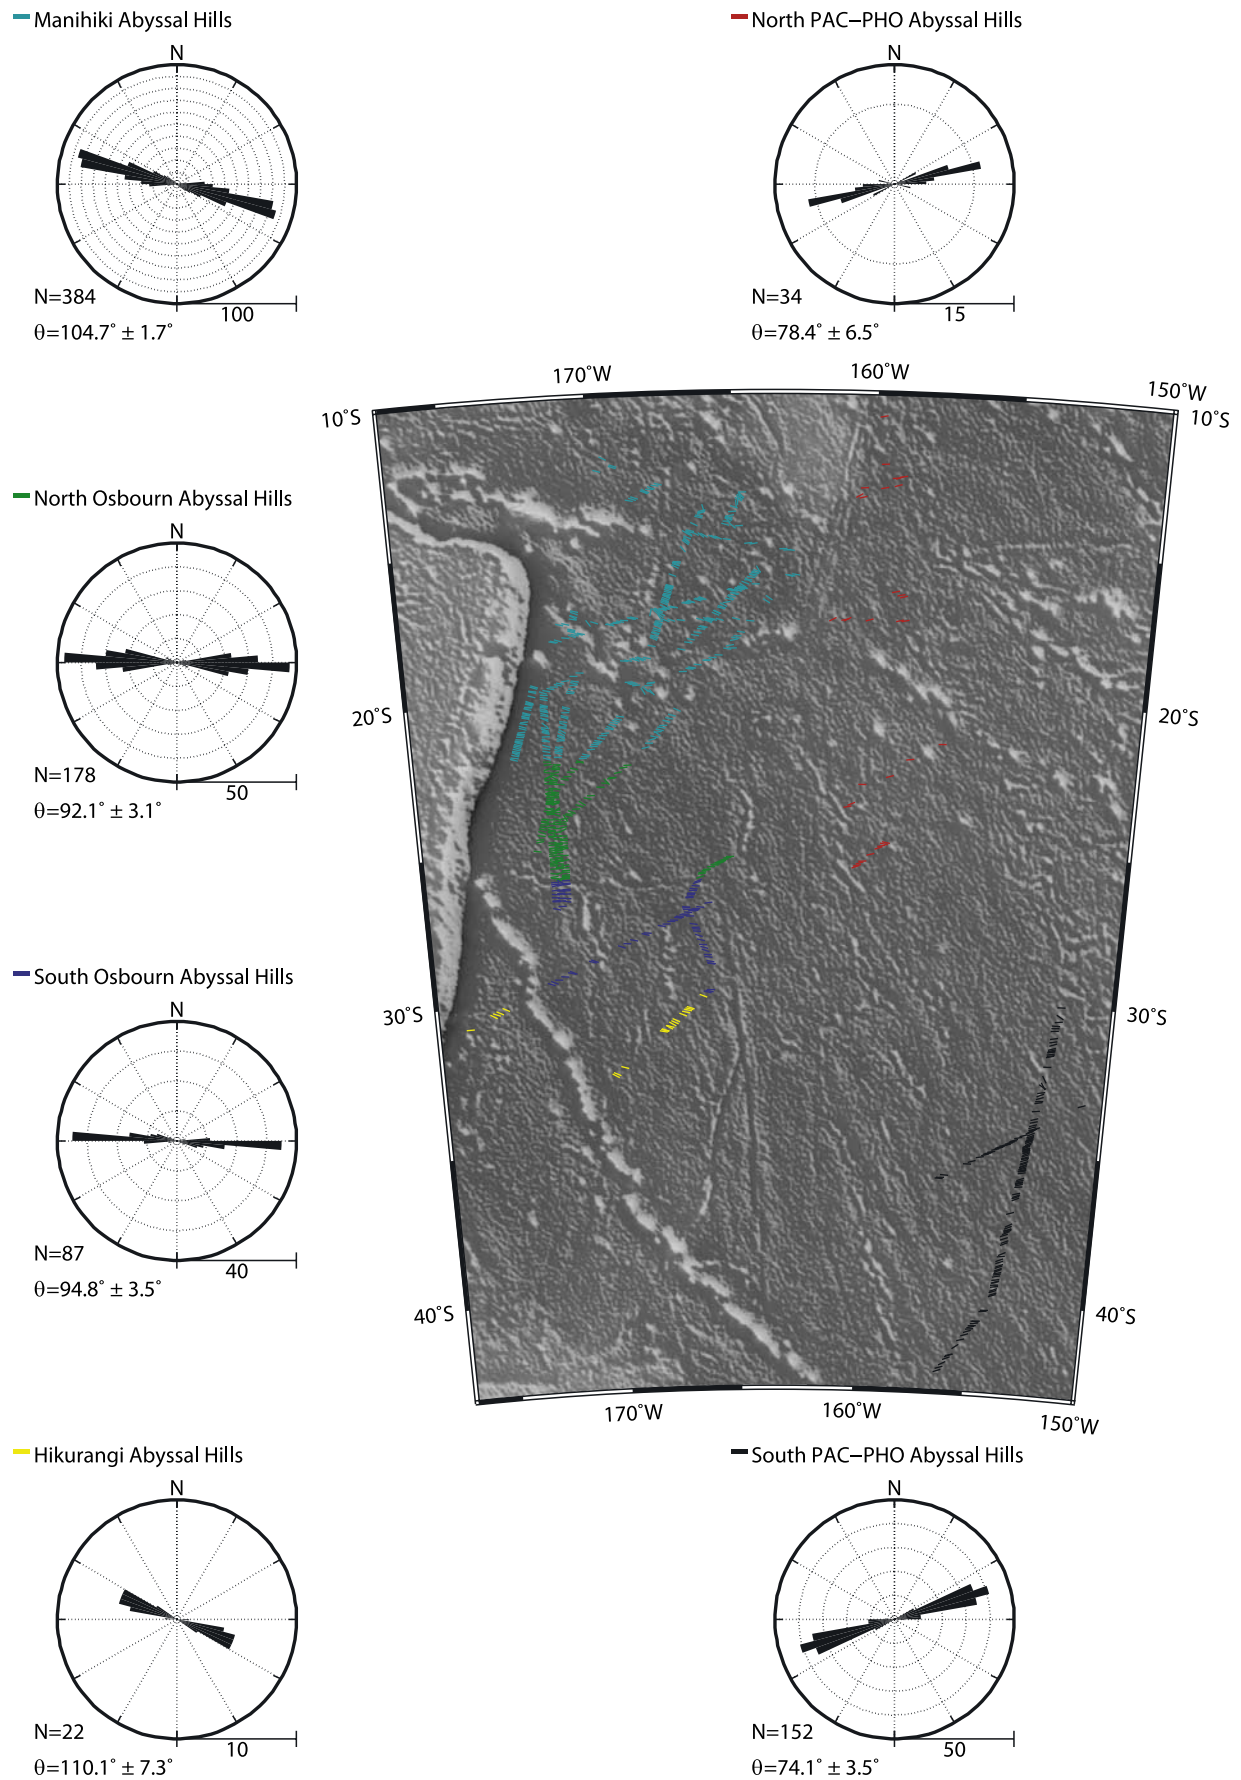 Manihiki Abyssal Hills
N
N=384
100
θ=104.7° ± 1.7°
North PAC–PHO Abyssal Hills
N
N=34
15
θ=78.4° ± 6.5°
170°W
160°W
150°W
10°S
10°S
North Osbourn Abyssal Hills
N
N=178
50
θ=92.1° ± 3.1°
20°S
20°S
South Osbourn Abyssal Hills
N
N=87
40
θ=94.8° ± 3.5°
30°S
30°S
40°S
40°S
170°W
160°W
150°W
Hikurangi Abyssal Hills
N
N=22
10
θ=110.1° ± 7.3°
South PAC–PHO Abyssal Hills
N
N=152
50
θ=74.1° ± 3.5°